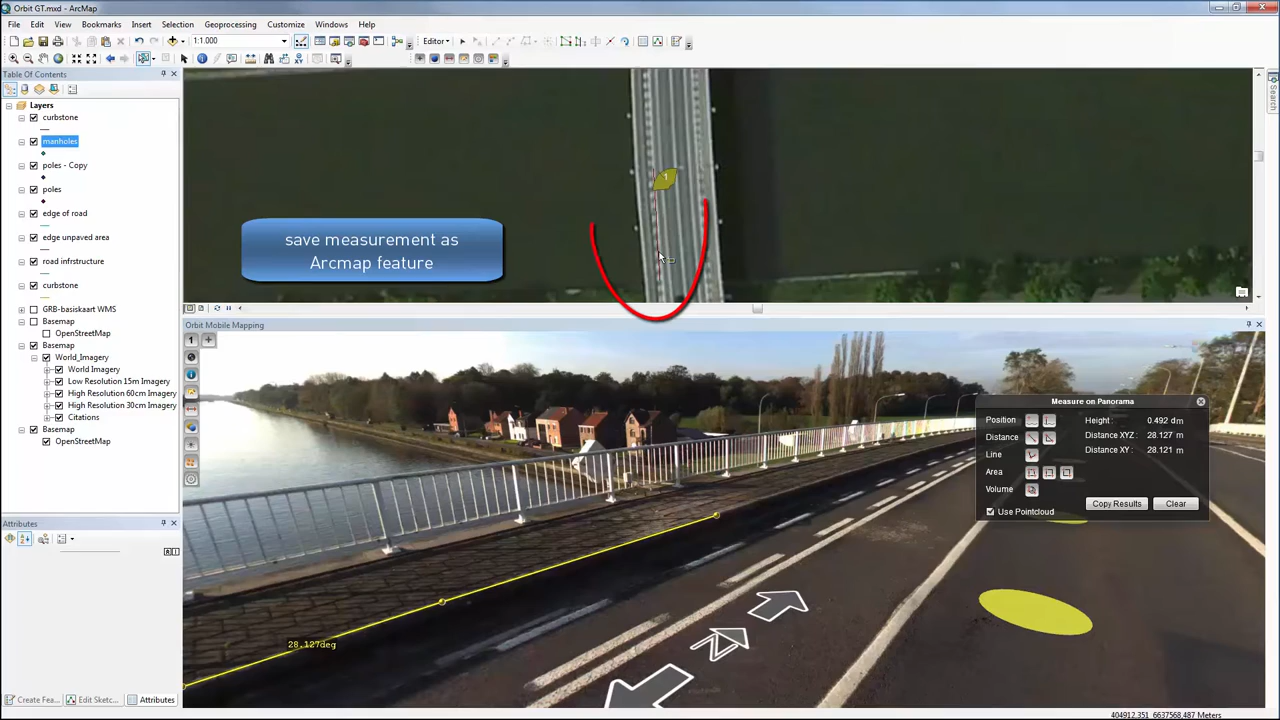 Orbit GT.mxd - ArcMap
File Edit View Bookmarks Insert Selection Geoprocessing Customize Windows Help
1:1.000
Editor
Table Of Contents
Layers
curbstone
manholes
poles - Copy
poles
edge of road
edge unpaved area
road infrstructure
curbstone
GRB-basiskaart WMS
Basemap
OpenStreetMap
Basemap
World_Imagery
World Imagery
Low Resolution 15m Imagery
High Resolution 60cm Imagery
High Resolution 30cm Imagery
Citations
Basemap
OpenStreetMap
Attributes
Create Fea...
Edit Sketc...
Attributes
save measurement as
Arcmap feature
1
Search
Orbit Mobile Mapping
1
28.127deg
Measure on Panorama
Position
Distance
Line
Area
Volume
Use Pointcloud
Height: 0.492 dm
Distance XYZ: 28.127 m
Distance XY: 28.121 m
Copy Results
Clear
404912,351 6637568,487 Meters